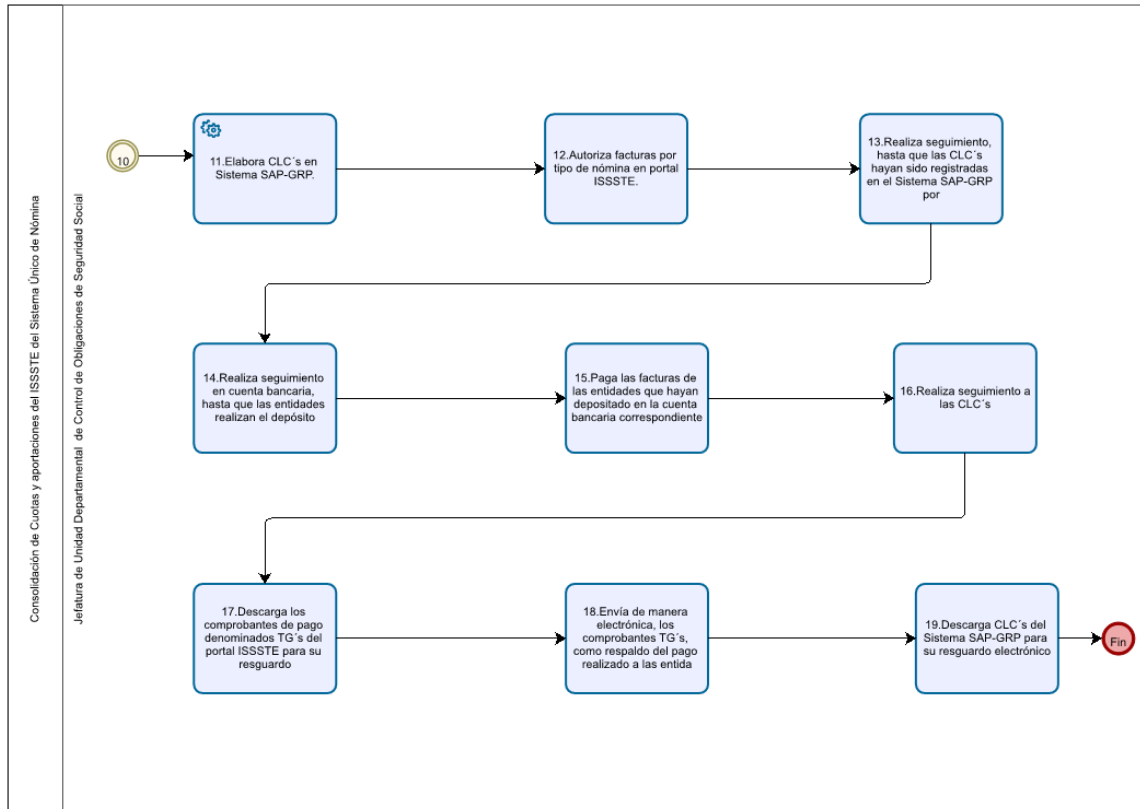 Consolidación de Cuotas y aportaciones del ISSSTE del Sistema Único de Nómina
Jefatura de Unidad Departamental  de Control de Obligaciones de Seguridad Social
10
11.Elabora CLC´s en
Sistema SAP-GRP.
12.Autoriza facturas por
tipo de nómina en portal
ISSSTE.
13.Realiza seguimiento,
hasta que las CLC´s
hayan sido registradas
en el Sistema SAP-GRP
por
14.Realiza seguimiento
en cuenta bancaria,
hasta que las entidades
realizan el depósito
15.Paga las facturas de
las entidades que hayan
depositado en la cuenta
bancaria correspondiente
16.Realiza seguimiento a
las CLC´s
17.Descarga los
comprobantes de pago
denominados TG´s del
portal ISSSTE para su
resguardo
18.Envía de manera
electrónica, los
comprobantes TG´s,
como respaldo del pago
realizado a las entida
19.Descarga CLC´s del
Sistema SAP-GRP para
su resguardo electrónico
Fin